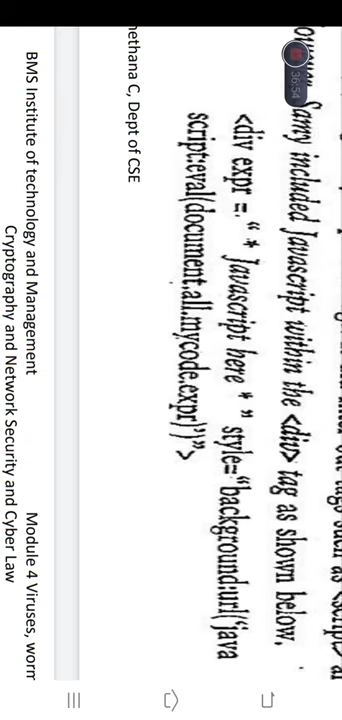 Samy included Javascript within the <div> tag as shown below.
36:54
<div expr =. “ * Javascript here * ” style=“background:url(‘java
script:eval(document.all.mycode.expr)’)”>
ethana C, Dept of CSE
BMS Institute of technology and Management Module 4 Viruses, worm
Cryptography and Network Security and Cyber Law